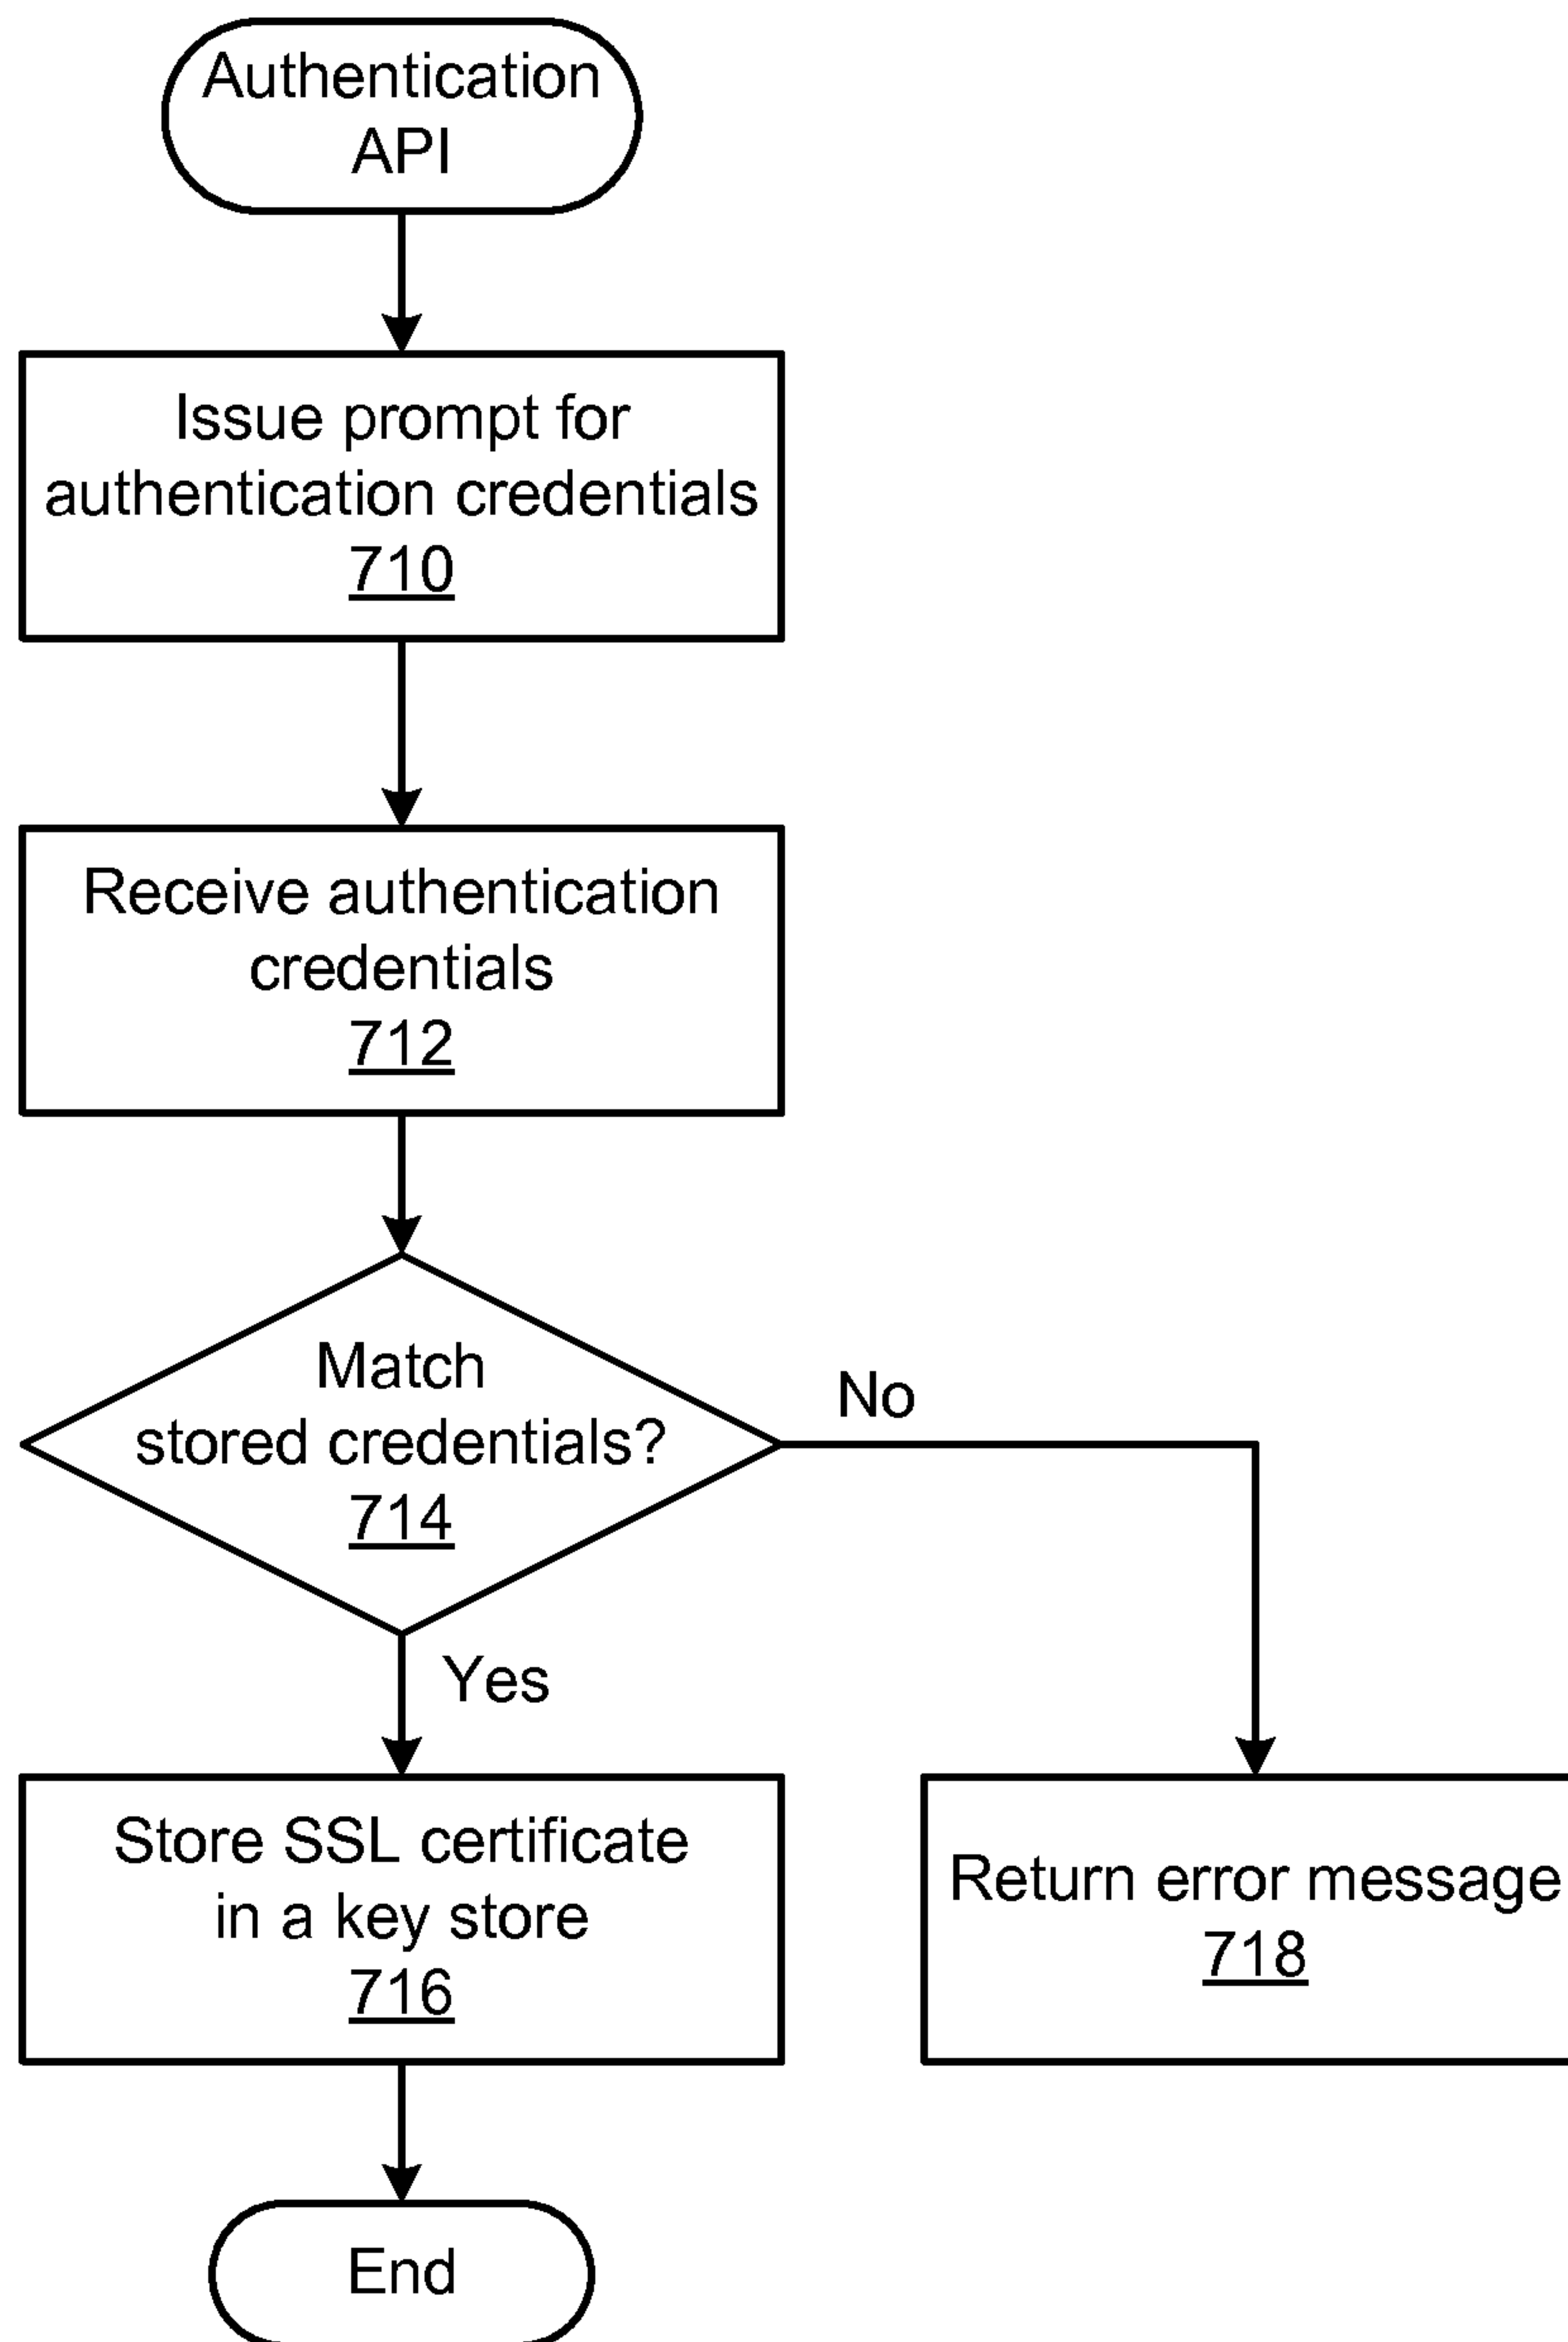 Authentication
API
Issue prompt for
authentication credentials
710
Receive authentication
credentials
712
Match
stored credentials?
714
No
Yes
Store SSL certificate
in a key store
716
Return error message
718
End